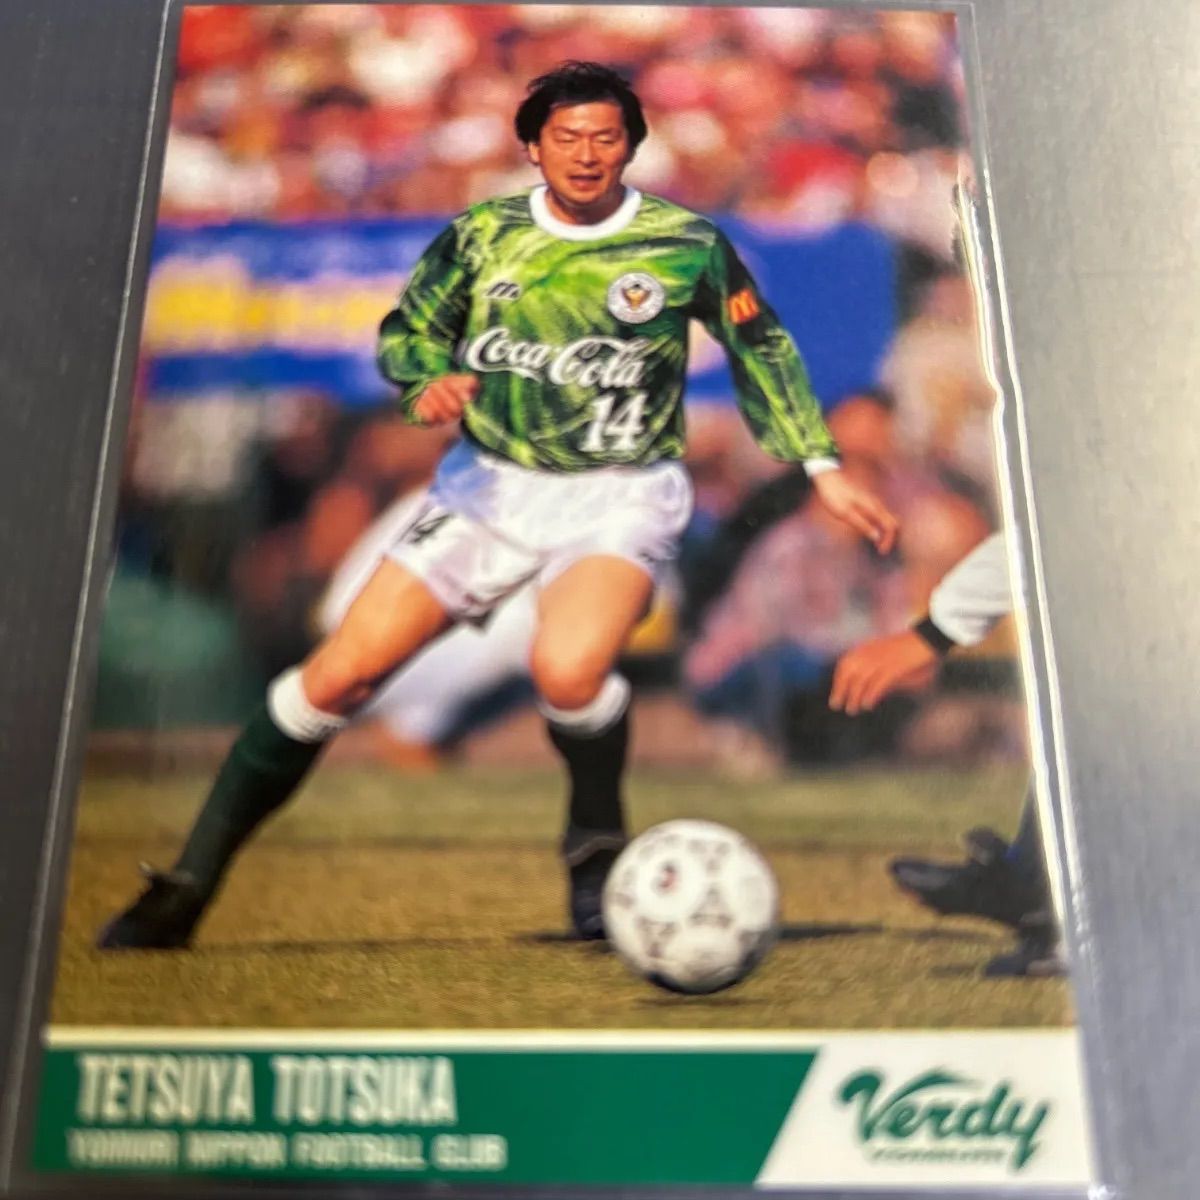 Coca-Cola
14
14
TETSUYA TOTSUKA
YOMIURI NIPPON FOOTBALL CLUB
Verdy